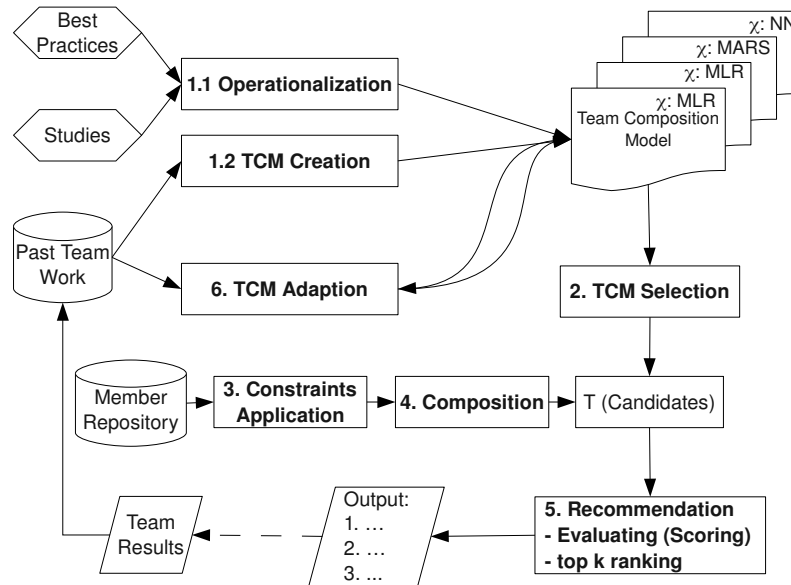 Best
Practices
Studies
1.1 Operationalization
1.2 TCM Creation
χ: NN
χ: MARS
χ: MLR
χ: MLR
Team Composition
Model
Past Team
Work
6. TCM Adaption
2. TCM Selection
Member
Repository
3. Constraints
Application
4. Composition
T (Candidates)
5. Recommendation
- Evaluating (Scoring)
- top k ranking
Output:
1. ...
2. ...
3. ...
Team
Results